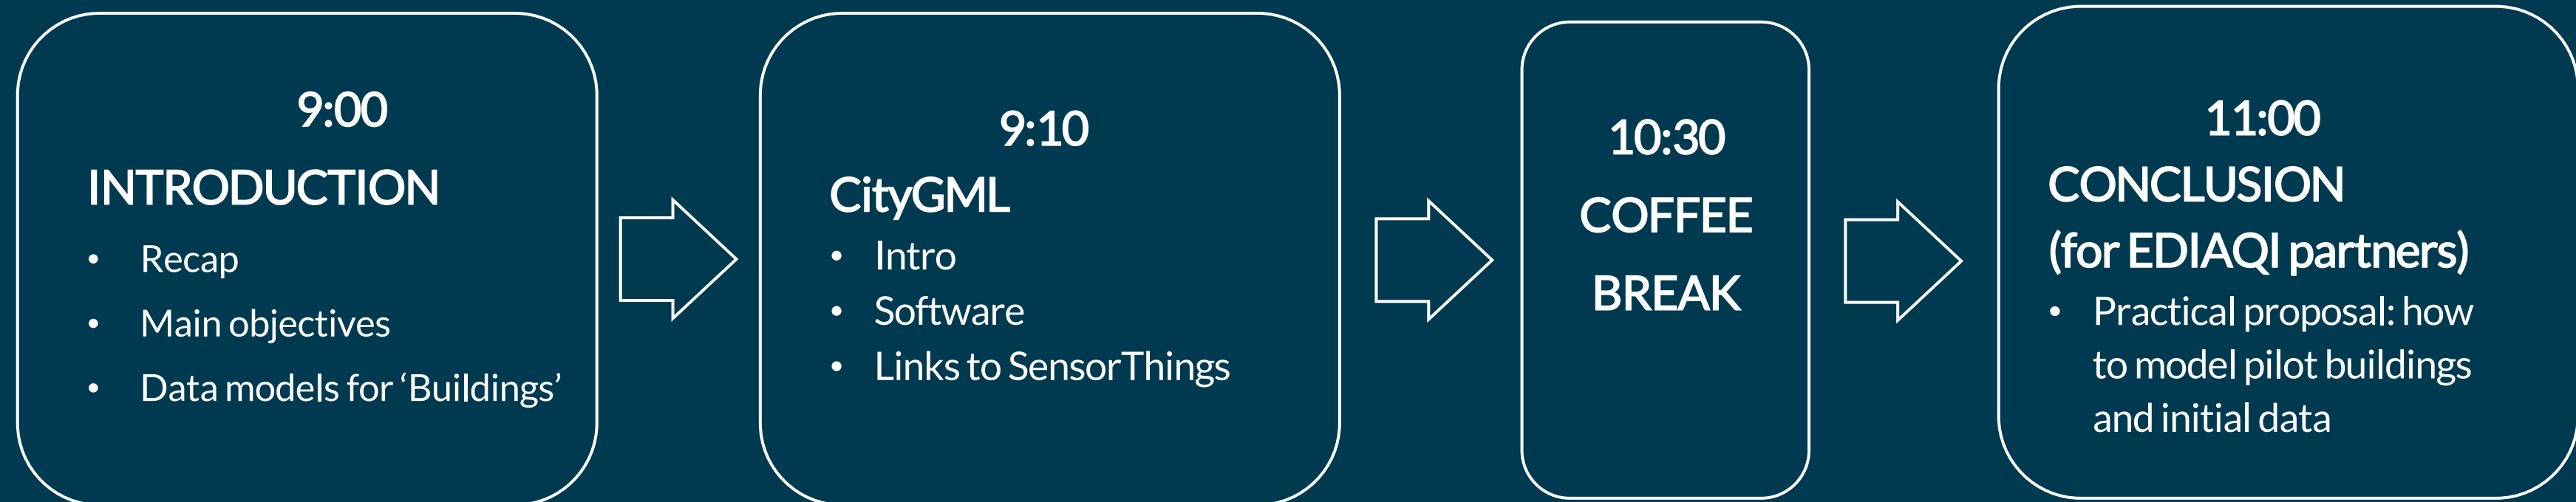 9:00
INTRODUCTION
• Recap
• Main objectives
• Data models for ‘Buildings’
9:10
CityGML
• Intro
• Software
• Links to SensorThings
10:30
COFFEE
BREAK
11:00
CONCLUSION
(for EDIAQI partners)
• Practical proposal: how
to model pilot buildings
and initial data